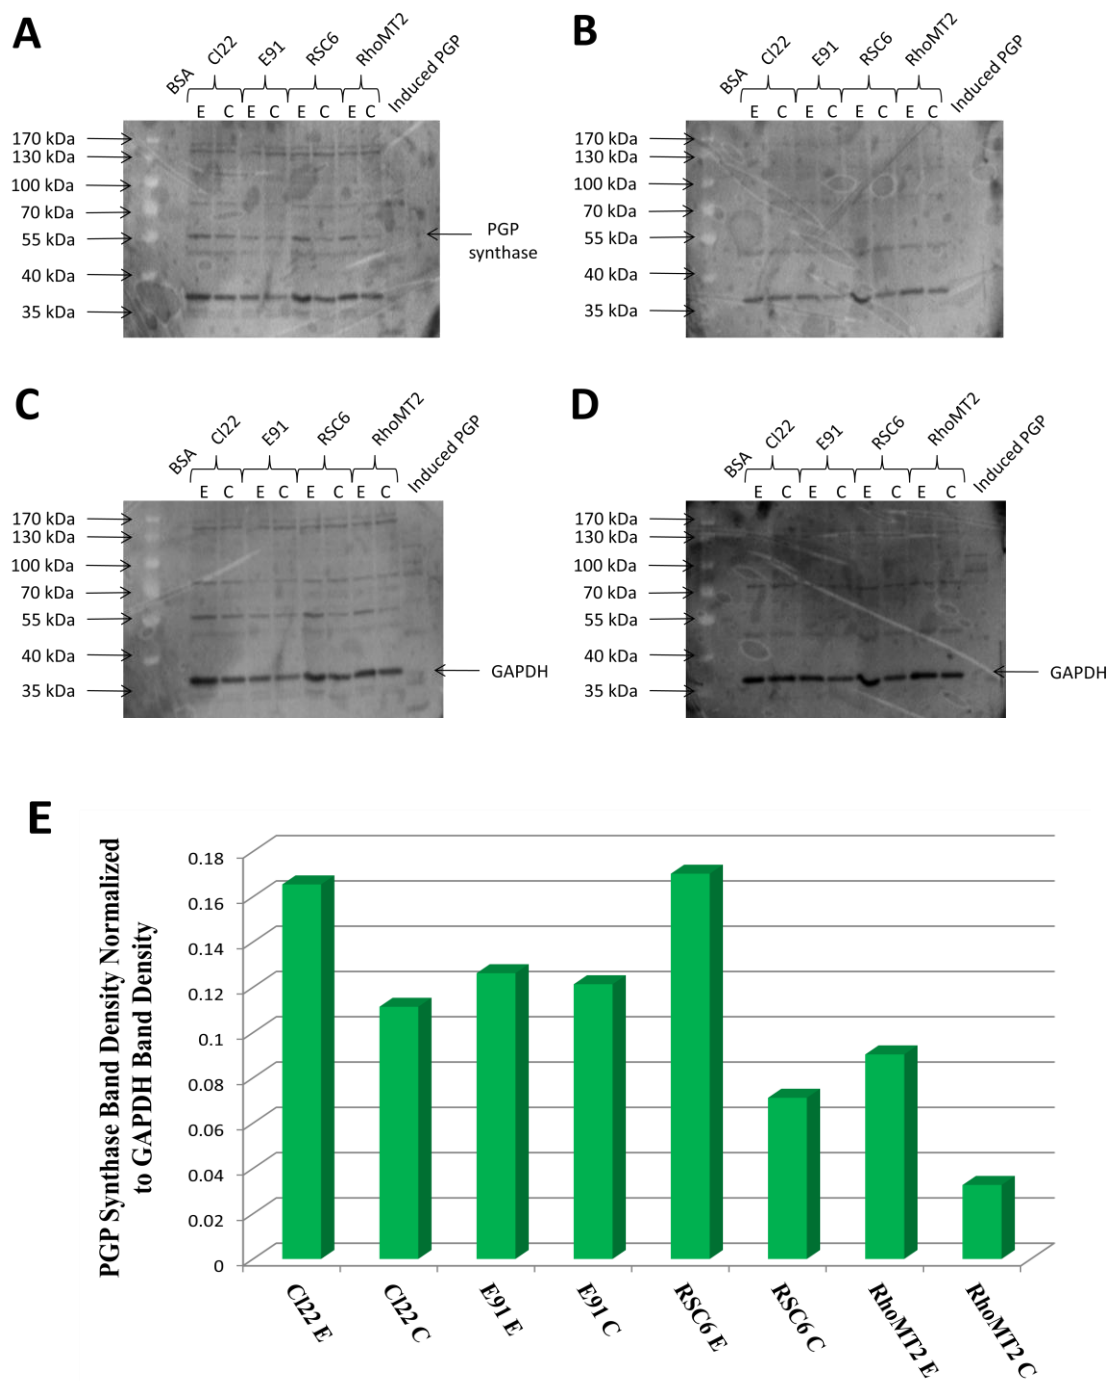 A
BSA Cl22 E91 RSC6 RhoMT2 Induced PGP
E C E C E C E C
170 kDa
130 kDa
100 kDa
70 kDa
55 kDa
40 kDa
35 kDa
PGP
synthase
B
BSA Cl22 E91 RSC6 RhoMT2 Induced PGP
E C E C E C E C
170 kDa
130 kDa
100 kDa
70 kDa
55 kDa
40 kDa
35 kDa
C
BSA Cl22 E91 RSC6 RhoMT2 Induced PGP
E C E C E C E C
170 kDa
130 kDa
100 kDa
70 kDa
55 kDa
40 kDa
35 kDa
GAPDH
D
BSA Cl22 E91 RSC6 RhoMT2 Induced PGP
E C E C E C E C
170 kDa
130 kDa
100 kDa
70 kDa
55 kDa
40 kDa
35 kDa
GAPDH
E
PGP Synthase Band Density Normalized
to GAPDH Band Density
0.18
0.16
0.14
0.12
0.1
0.08
0.06
0.04
0.02
0
Cl22 E
Cl22 C
E91 E
E91 C
RSC6 E
RSC6 C
RhoMT2 E
RhoMT2 C